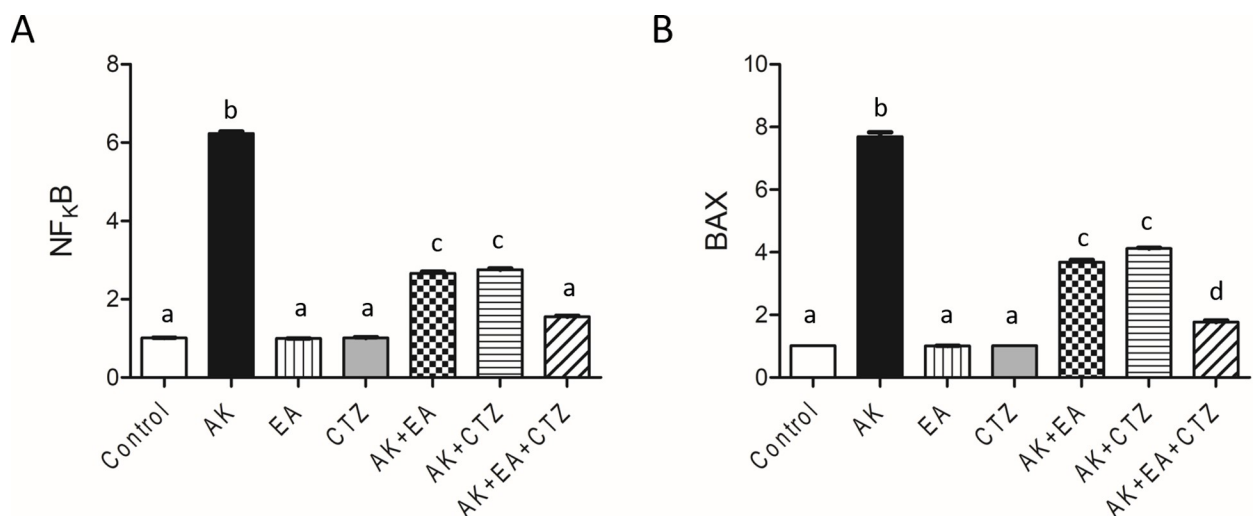 A
NFKB
8
6
4
2
0
a
b
a
a
c
c
a
Control
AK
EA
CTZ
AK+EA
AK+CTZ
AK+EA+CTZ
B
BAX
10
8
6
4
2
0
a
b
a
a
c
c
d
Control
AK
EA
CTZ
AK+EA
AK+CTZ
AK+EA+CTZ